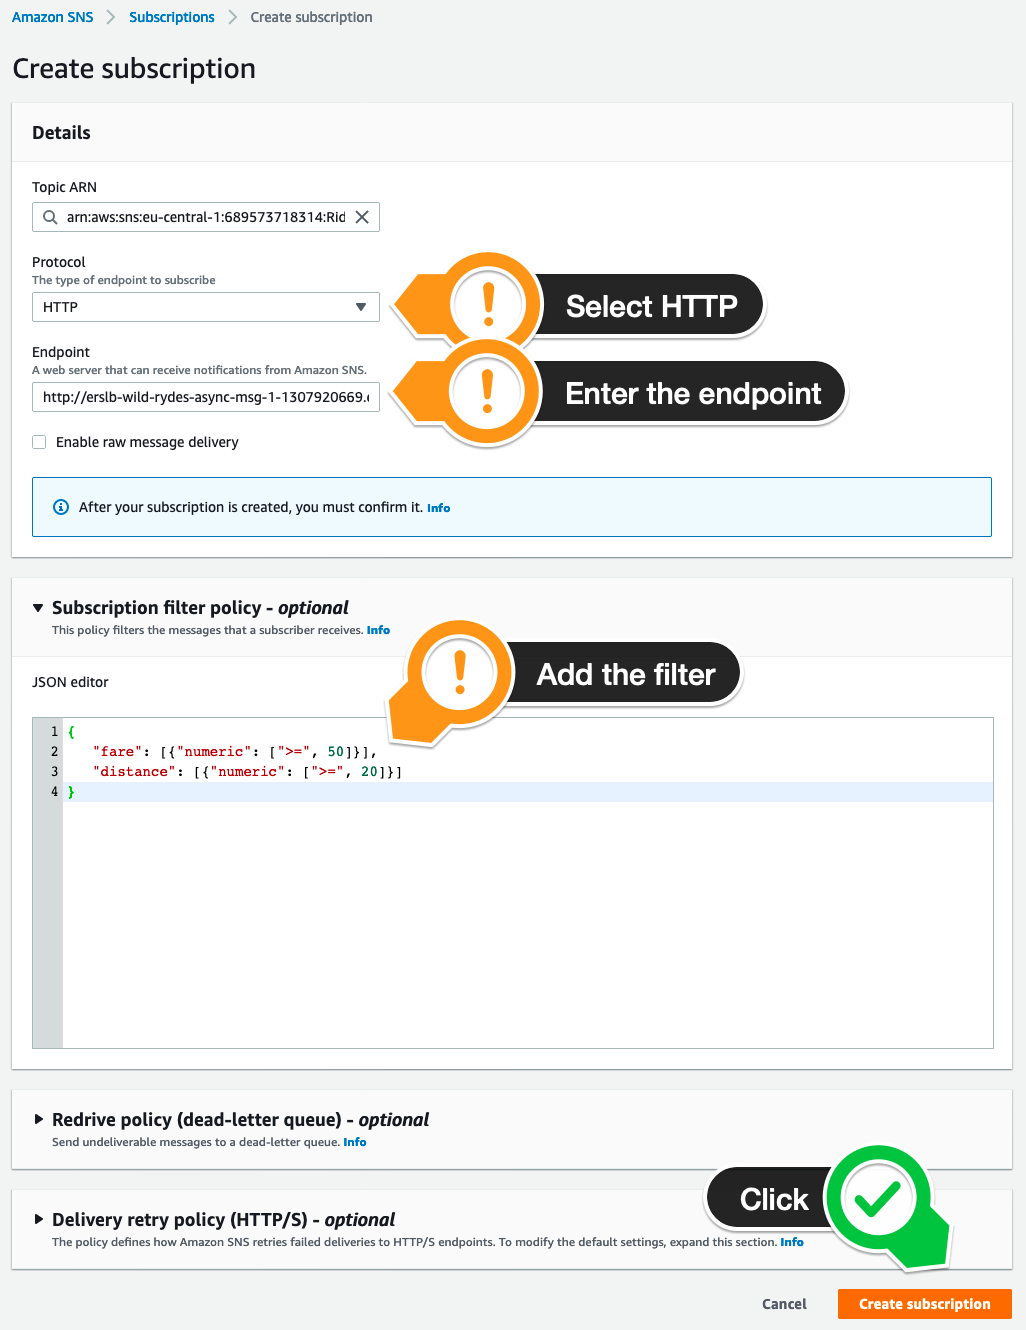 Amazon SNS > Subscriptions > Create subscription
Create subscription
Details
Topic ARN
arn:aws:sns:eu-central-1:689573718314:Rid
Protocol
The type of endpoint to subscribe
HTTP
Select HTTP
Endpoint
A web server that can receive notifications from Amazon SNS.
http://erslb-wild-rydes-async-msg-1-1307920669.
Enter the endpoint
Enable raw message delivery
After your subscription is created, you must confirm it. Info
Subscription filter policy - optional
This policy filters the messages that a subscriber receives. Info
Add the filter
JSON editor
1 {
2 "fare": [{"numeric": [">=", 50]}],
3 "distance": [{"numeric": [">=", 20]}]
4 }
Redrive policy (dead-letter queue) - optional
Send undeliverable messages to a dead-letter queue. Info
Click
Delivery retry policy (HTTP/S) - optional
The policy defines how Amazon SNS retries failed deliveries to HTTP/S endpoints. To modify the default settings, expand this section. Info
Cancel
Create subscription